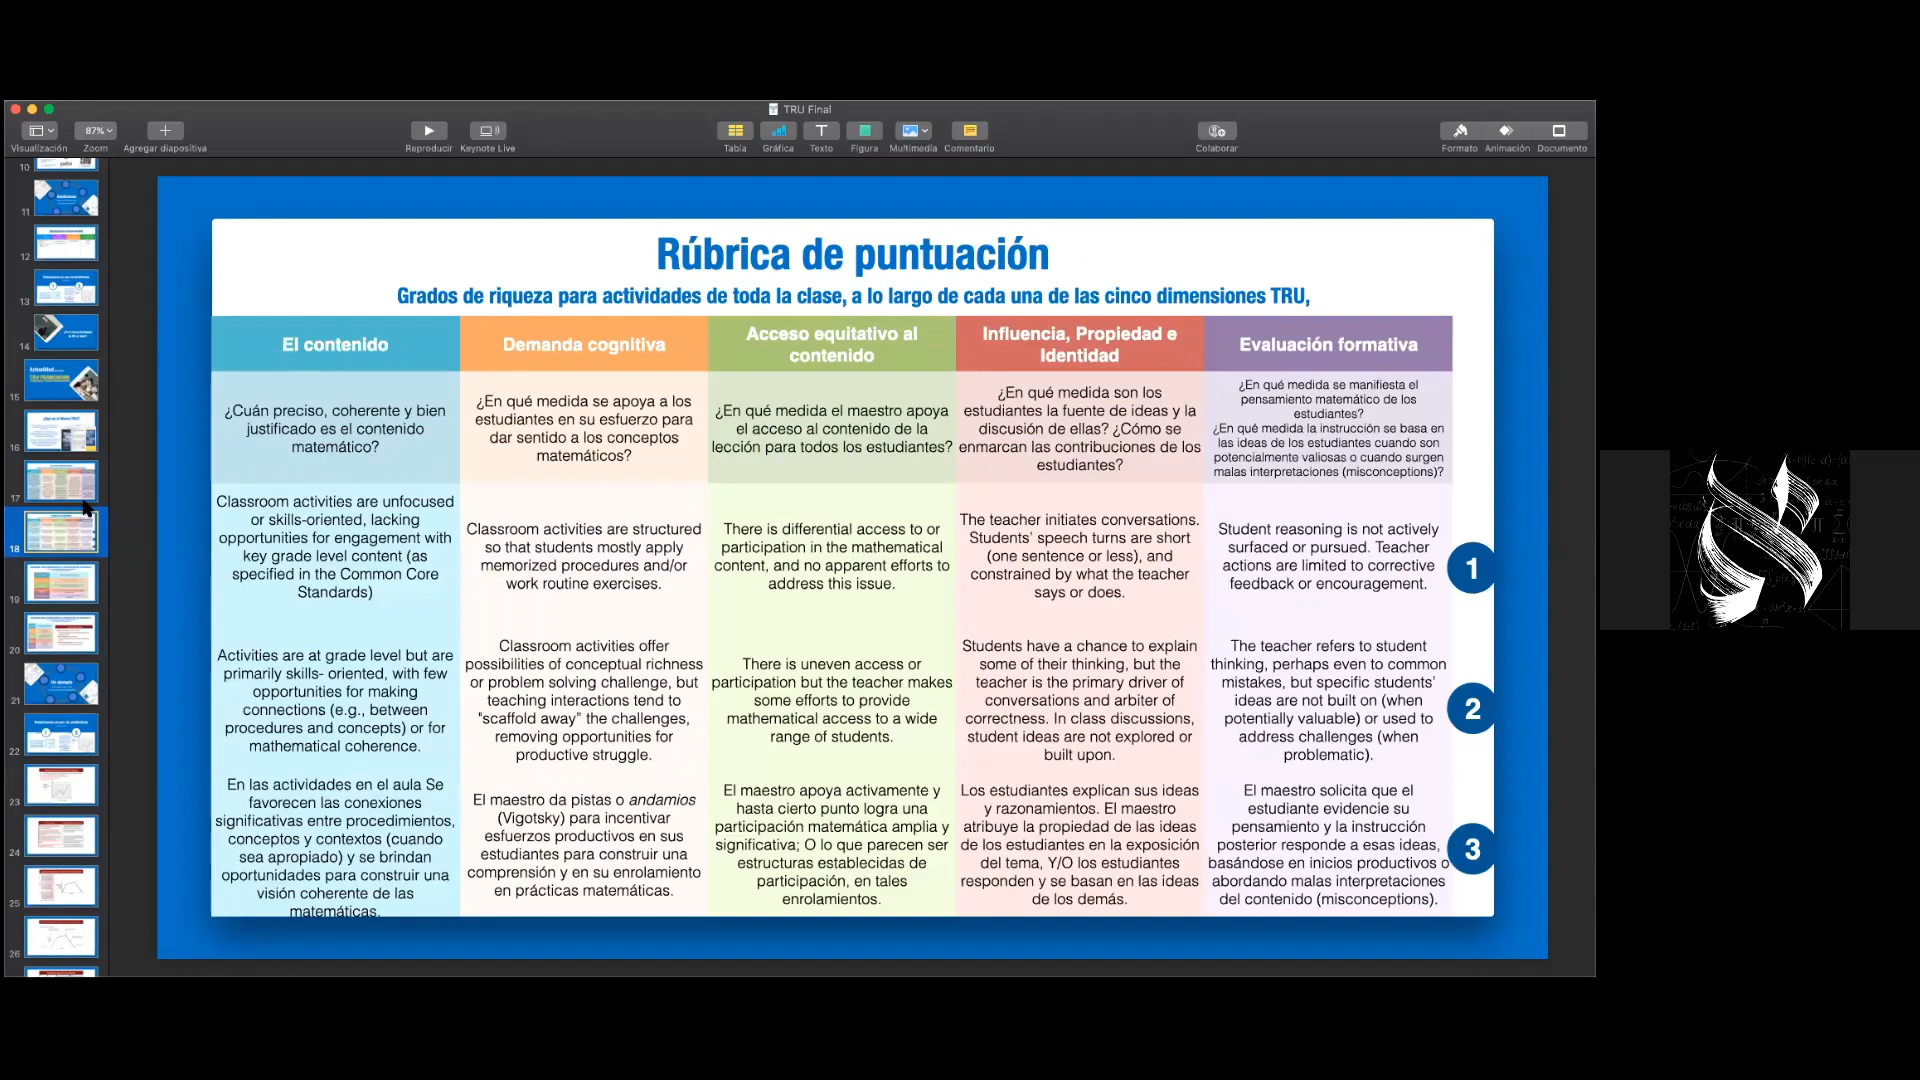 TRU Final
87%
Visualización
Zoom
Agregar diapositiva
Reproducir
Keynote Live
Tabla
Gráfica
Texto
Figura
Multimedia
Comentario
Colaborar
Formato
Animación
Documento
10
11
12
13
14
15
16
17
18
19
20
21
22
23
24
25
26
Rúbrica de puntuación
Grados de riqueza para actividades de toda la clase, a lo largo de cada una de las cinco dimensiones TRU,
El contenido
Demanda cognitiva
Acceso equitativo al
contenido
Influencia, Propiedad e
Identidad
Evaluación formativa
¿Cuán preciso, coherente y bien
justificado es el contenido
matemático?
¿En qué medida se apoya a los
estudiantes en su esfuerzo para
dar sentido a los conceptos
matemáticos?
¿En qué medida el maestro apoya
el acceso al contenido de la
lección para todos los estudiantes?
¿En qué medida son los
estudiantes la fuente de ideas y la
discusión de ellas? ¿Cómo se
enmarcan las contribuciones de los
estudiantes?
¿En qué medida se manifiesta el
pensamiento matemático de los
estudiantes?
¿En qué medida la instrucción se basa en
las ideas de los estudiantes cuando son
potencialmente valiosas o cuando surgen
malas interpretaciones (misconceptions)?
Classroom activities are unfocused
or skills-oriented, lacking
opportunities for engagement with
key grade level content (as
specified in the Common Core
Standards)
Classroom activities are structured
so that students mostly apply
memorized procedures and/or
work routine exercises.
There is differential access to or
participation in the mathematical
content, and no apparent efforts to
address this issue.
The teacher initiates conversations.
Students’ speech turns are short
(one sentence or less), and
constrained by what the teacher
says or does.
Student reasoning is not actively
surfaced or pursued. Teacher
actions are limited to corrective
feedback or encouragement.
1
Activities are at grade level but are
primarily skills- oriented, with few
opportunities for making
connections (e.g., between
procedures and concepts) or for
mathematical coherence.
Classroom activities offer
possibilities of conceptual richness
or problem solving challenge, but
teaching interactions tend to
"scaffold away” the challenges,
removing opportunities for
productive struggle.
There is uneven access or
participation but the teacher makes
some efforts to provide
mathematical access to a wide
range of students.
Students have a chance to explain
some of their thinking, but the
teacher is the primary driver of
conversations and arbiter of
correctness. In class discussions,
student ideas are not explored or
built upon.
The teacher refers to student
thinking, perhaps even to common
mistakes, but specific students’
ideas are not built on (when
potentially valuable) or used to
address challenges (when
problematic).
2
En las actividades en el aula Se
favorecen las conexiones
significativas entre procedimientos,
conceptos y contextos (cuando
sea apropiado) y se brindan
oportunidades para construir una
visión coherente de las
matemáticas.
El maestro da pistas o andamios
(Vigotsky) para incentivar
esfuerzos productivos en sus
estudiantes para construir una
comprensión y en su enrolamiento
en prácticas matemáticas.
El maestro apoya activamente y
hasta cierto punto logra una
participación matemática amplia y
significativa; O lo que parecen ser
estructuras establecidas de
participación, en tales
enrolamientos.
Los estudiantes explican sus ideas
y razonamientos. El maestro
atribuye la propiedad de las ideas
de los estudiantes en la exposición
del tema, Y/O los estudiantes
responden y se basan en las ideas
de los demás.
El maestro solicita que el
estudiante evidencie su
pensamiento y la instrucción
posterior responde a esas ideas,
basándose en inicios productivos o
abordando malas interpretaciones
del contenido (misconceptions).
3